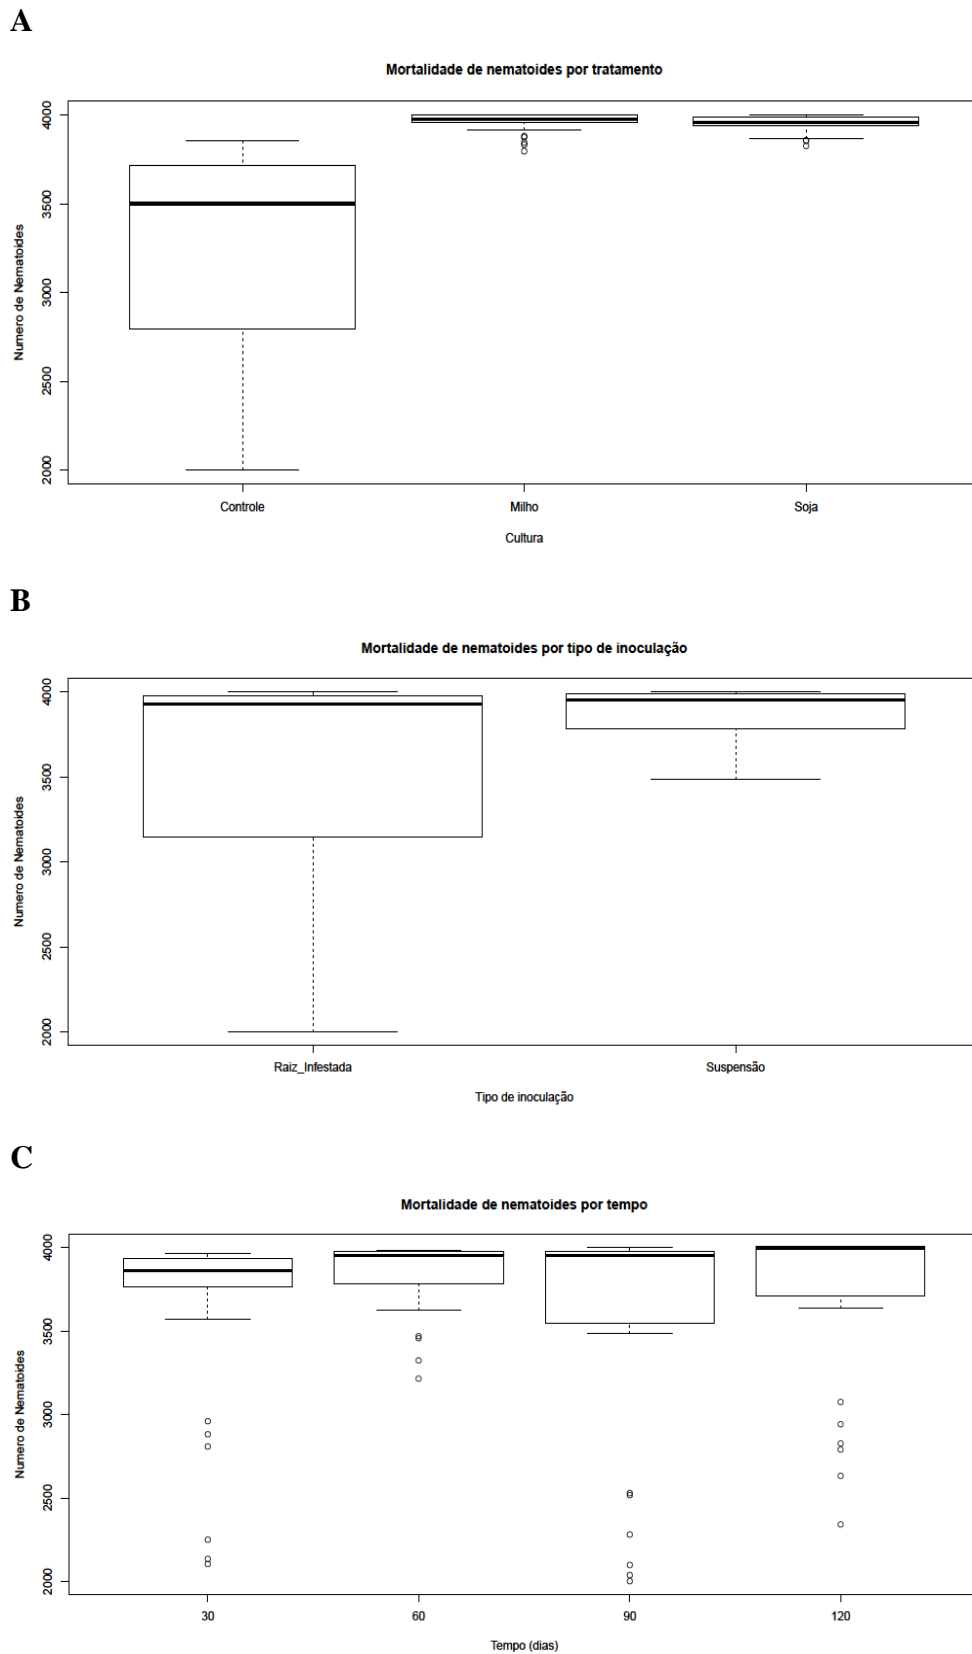 A
Mortalidade de nematoides por tratamento
Numero de Nematoides
4000
3500
3000
2500
2000
Controle Milho Soja
Cultura
B
Mortalidade de nematoides por tipo de inoculação
Numero de Nematoides
4000
3500
3000
2500
2000
Raiz_Infestada Suspensão
Tipo de inoculação
C
Mortalidade de nematoides por tempo
Numero de Nematoides
4000
3500
3000
2500
2000
30 60 90 120
Tempo (dias)